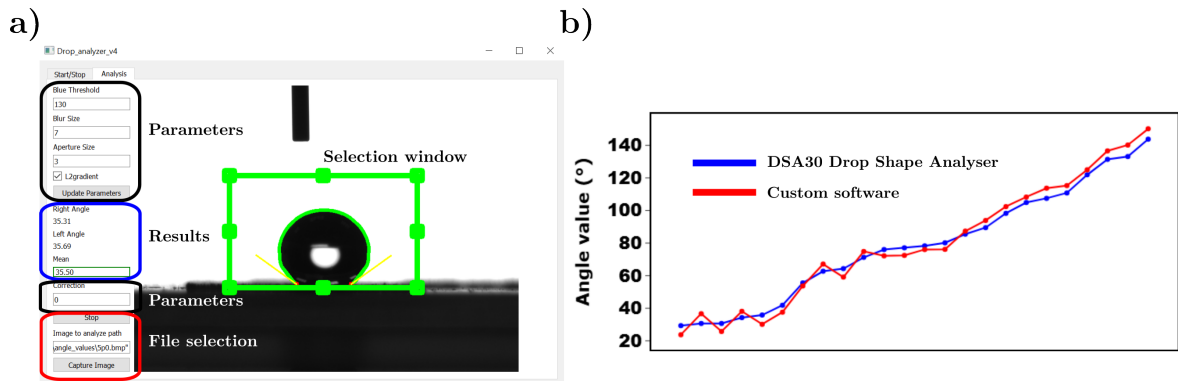 a)
Drop_analyzer_v4
Start/Stop Analysis
Blue Threshold
130
Blur Size
7
Aperture Size
3
L2gradient
Update Parameters
Parameters
Selection window
Right Angle
35.31
Left Angle
35.69
Mean
35.50
Results
Correction
0
Parameters
Stop
Image to analyze path
\angle_values\5p0.bmp"
Capture Image
File selection
b)
Angle value (°)
140
120
100
80
60
40
20
DSA30 Drop Shape Analyser
Custom software